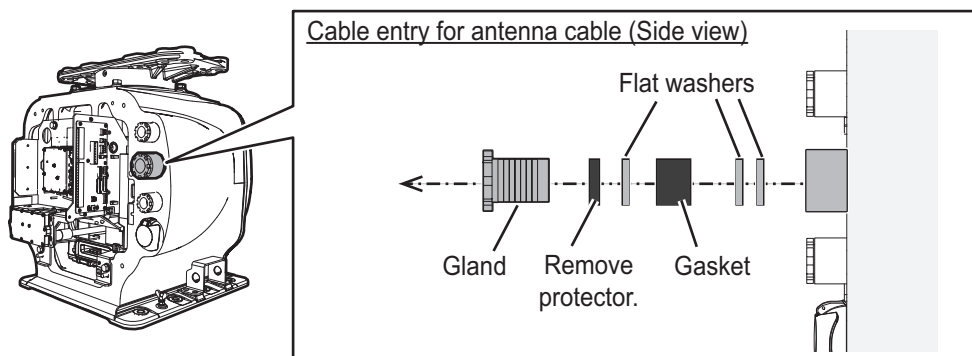 Cable entry for antenna cable (Side view)
Flat washers
Gland
Remove
protector.
Gasket